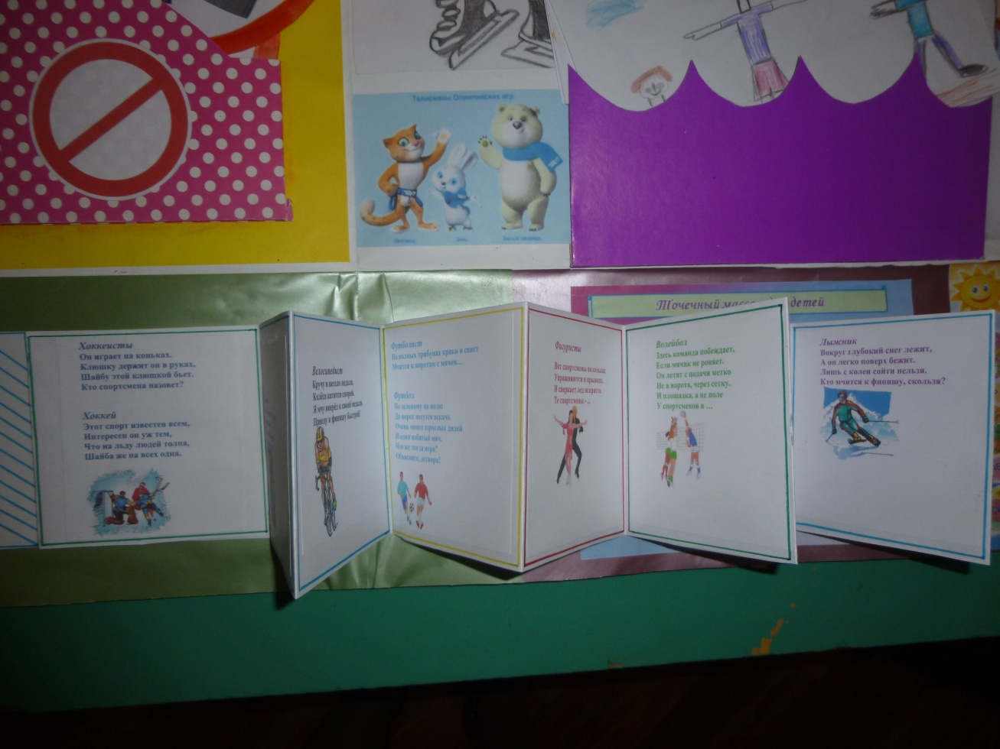 Талисманы Олимпийских игр
Леопард
Заяц
Белый медведь
Точечный детей
Хоккеисты
Он играет на коньках.
Клюшку держит он в руках,
Шайбу этой клюшкой бьет.
Кто спортсмена назовет?
Хоккей
Этот спорт известен всем,
Интересен он уж тем,
Что на льду людей толпа,
Шайба же на всех одна.
Велосипедист
Кручу я весело педали,
Колёса катятся скорей.
Я мчу вперёд к своей медали
Приеду к финишу быстрей!
Футболист
На полных трибунах крики и свист
Мчится к воротам с мячом...
Футбол
По зеленому по полю
До ворот несутся вскачь
Очень много взрослых дядей
И один избитый мяч.
Что же это за игра?
Объясните, детвора!
Фигуристы
Вот спортсмены на коньках
Упражняются в прыжках.
И сверкает лед искристо.
Те спортсмены - ...
Волейбол
Здесь команда побеждает,
Если мячик не роняет.
Он летит с подачи метко
Не в ворота, через сетку.
И площадка, а не поле
У спортсменов в ...
Лыжник
Вокруг глубокий снег лежит,
А он легко поверх бежит.
Лишь с колеи сойти нельзя.
Кто мчится к финишу, скользя?